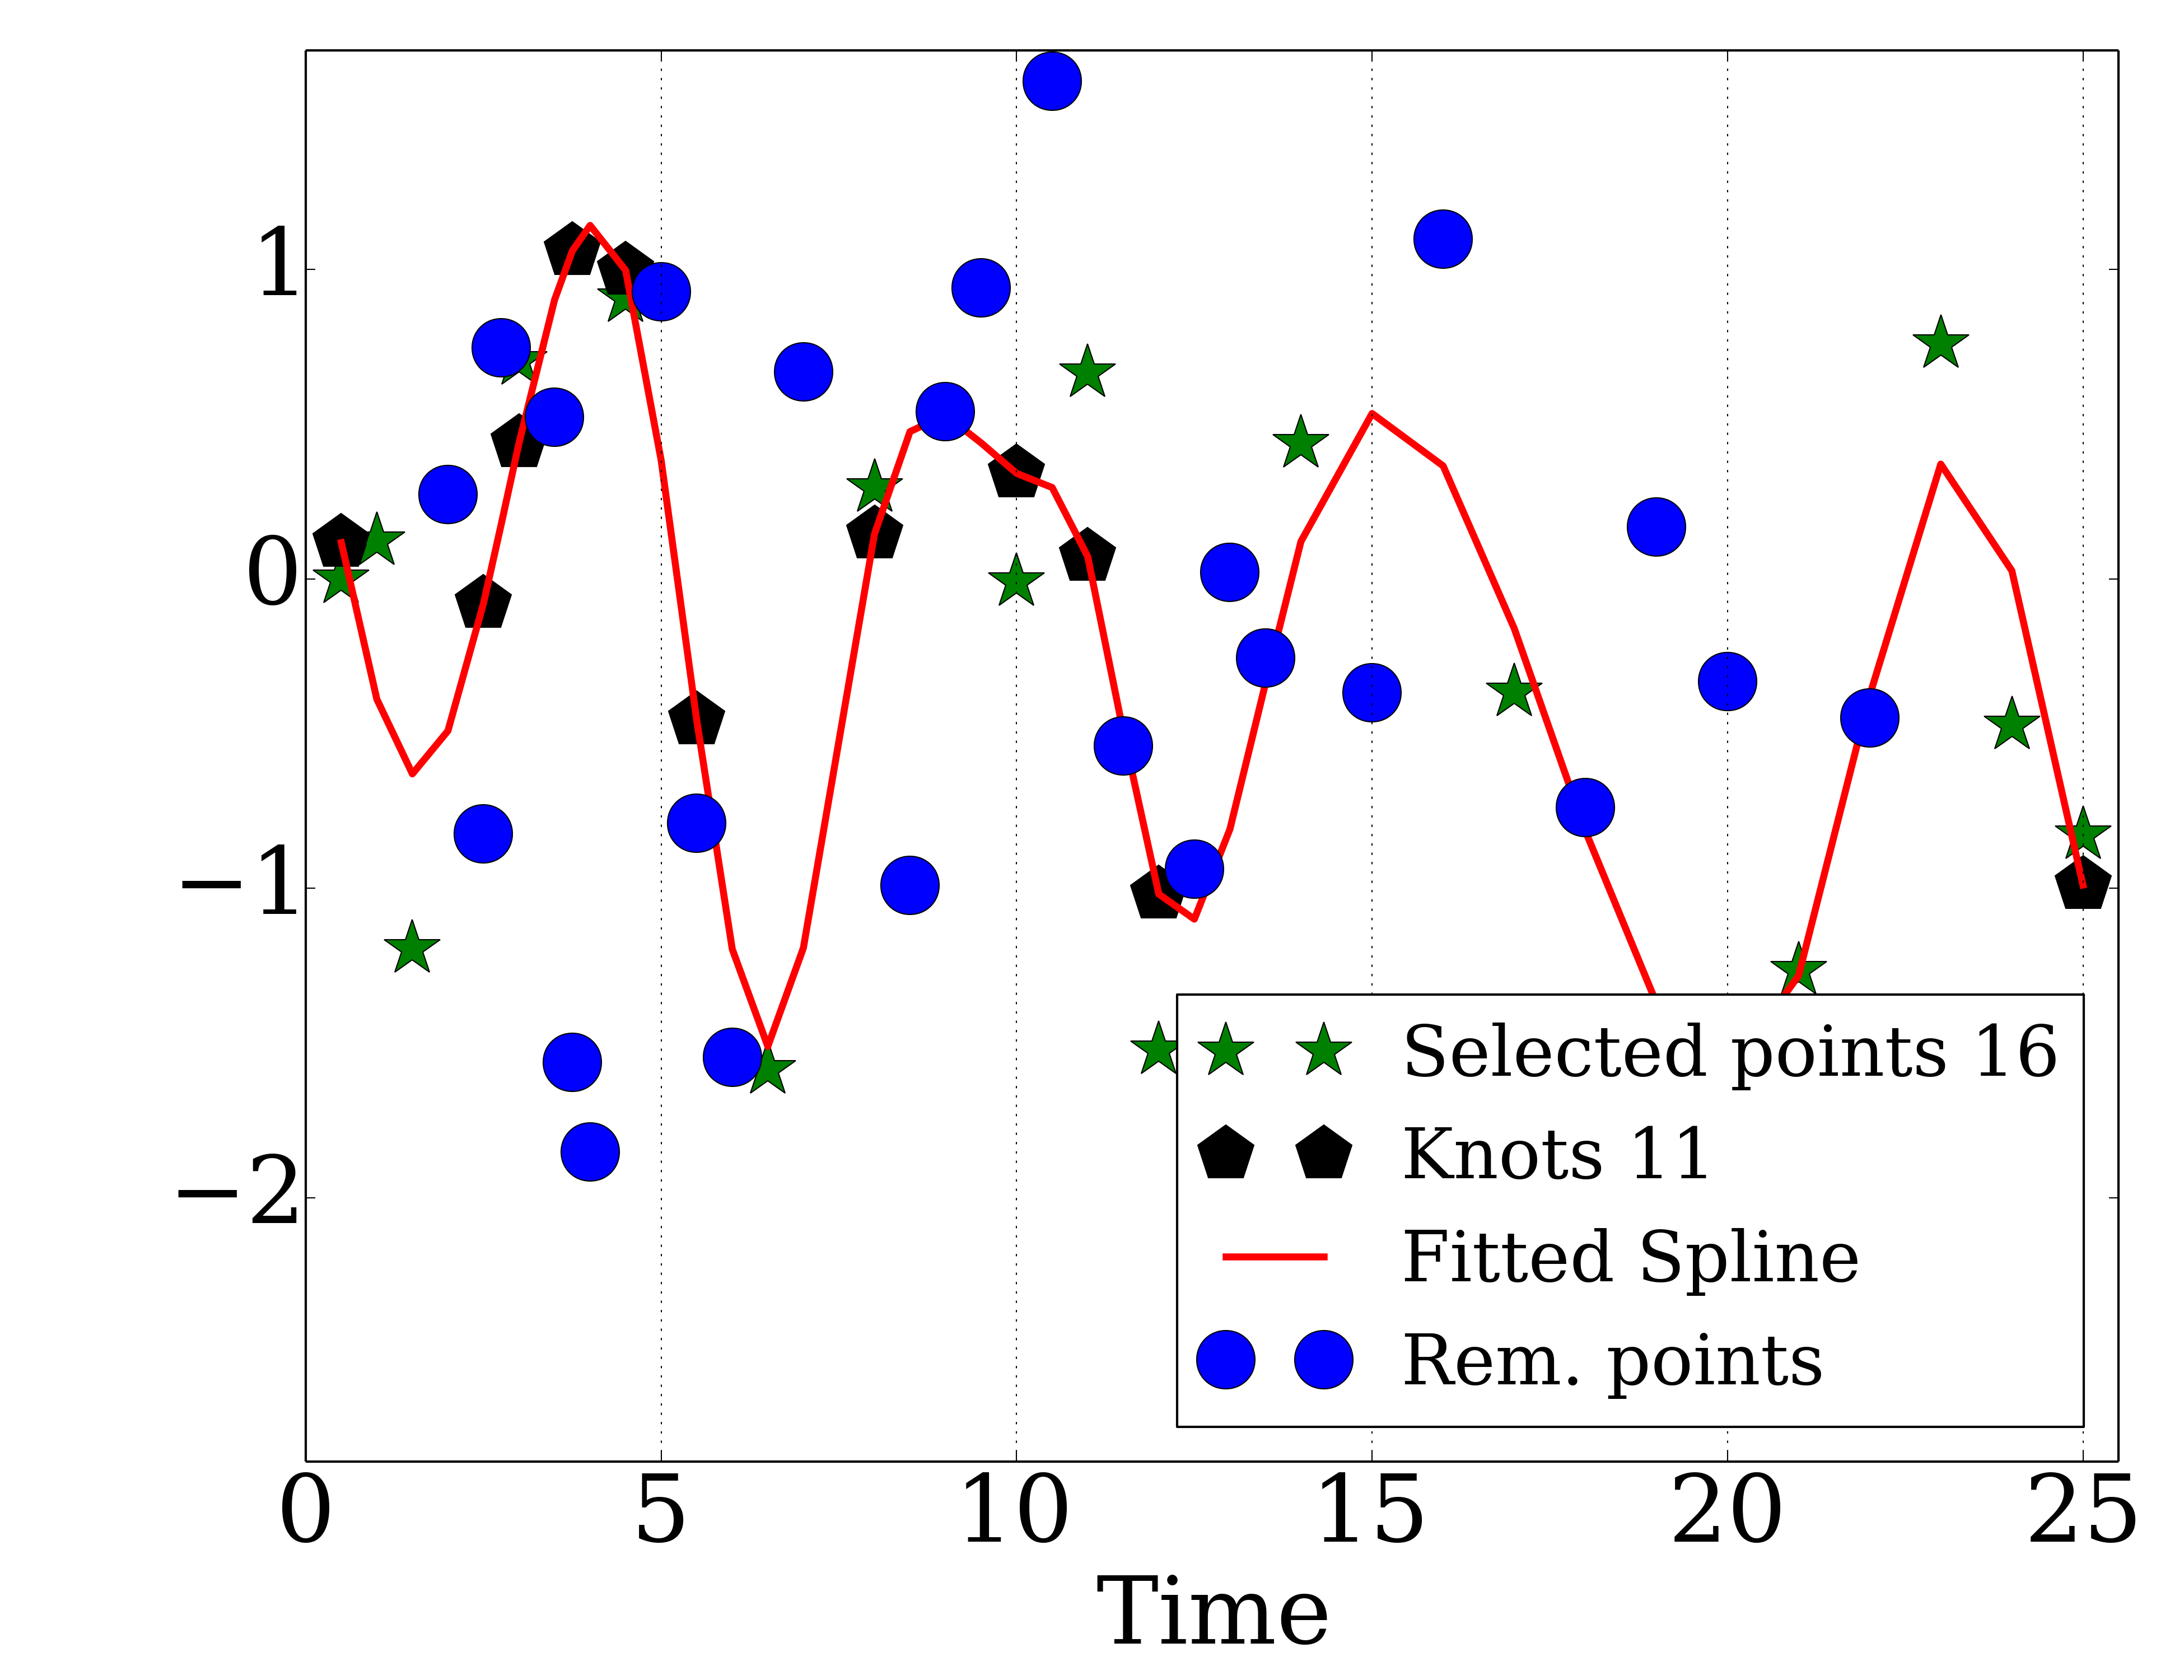 1
0
−1
−2
Selected points 16
Knots 11
Fitted Spline
Rem. points
0 5 10 15 20 25
Time